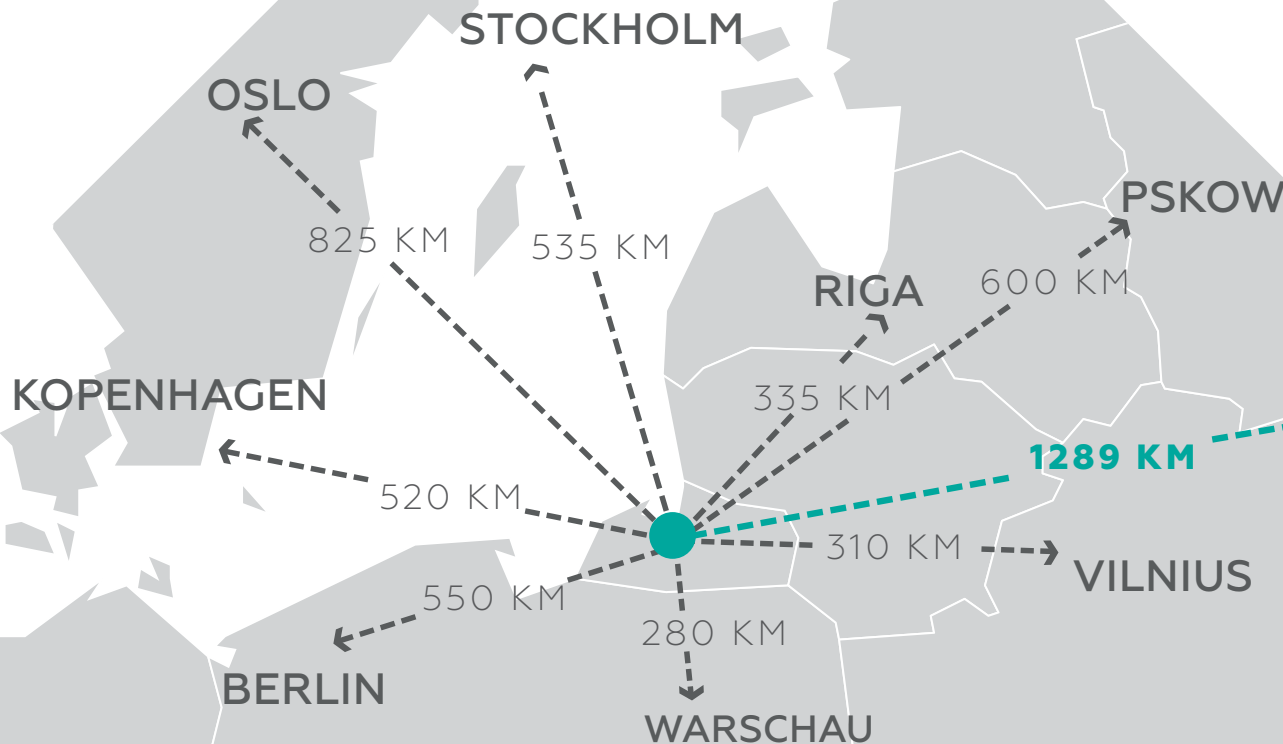 STOCKHOLM
OSLO
PSKOW
825 KM
535 KM
600 KM
RIGA
KOPENHAGEN
335 KM
1289 KM
520 KM
310 KM
VILNIUS
550 KM
280 KM
BERLIN
WARSCHAU